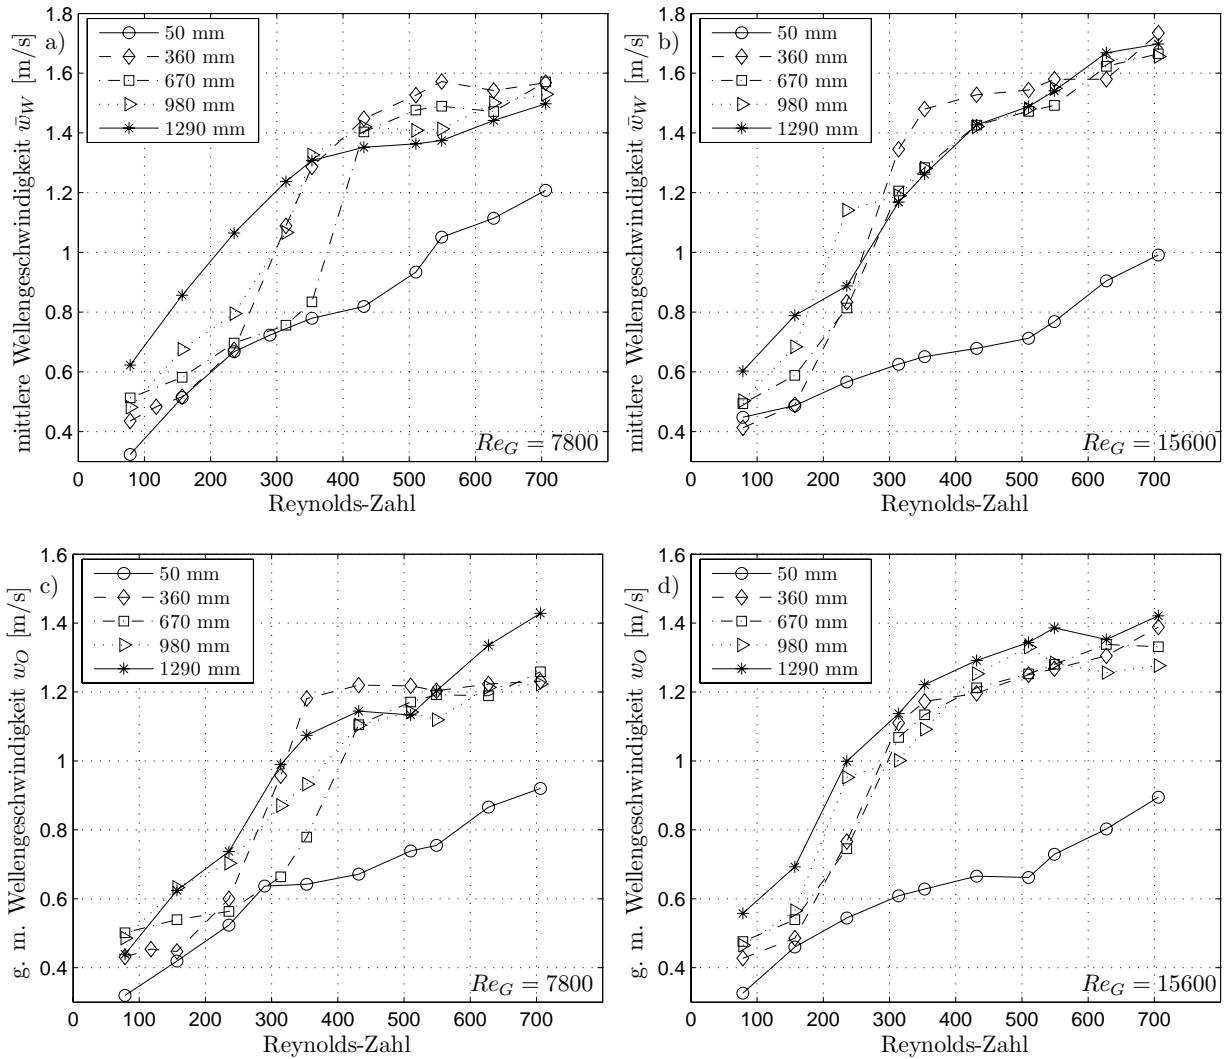 a)
50 mm
360 mm
670 mm
980 mm
1290 mm
1.8
1.6
1.4
1.2
1
0.8
0.6
0.4
mittlere Wellengeschwindigkeit w̄_W [m/s]
Re_G = 7800
0 100 200 300 400 500 600 700
Reynolds-Zahl
b)
50 mm
360 mm
670 mm
980 mm
1290 mm
1.8
1.6
1.4
1.2
1
0.8
0.6
0.4
mittlere Wellengeschwindigkeit w̄_W [m/s]
Re_G = 15600
0 100 200 300 400 500 600 700
Reynolds-Zahl
c)
50 mm
360 mm
670 mm
980 mm
1290 mm
1.6
1.4
1.2
1
0.8
0.6
0.4
g. m. Wellengeschwindigkeit w_O [m/s]
Re_G = 7800
0 100 200 300 400 500 600 700
Reynolds-Zahl
d)
50 mm
360 mm
670 mm
980 mm
1290 mm
1.6
1.4
1.2
1
0.8
0.6
0.4
g. m. Wellengeschwindigkeit w_O [m/s]
Re_G = 15600
0 100 200 300 400 500 600 700
Reynolds-Zahl